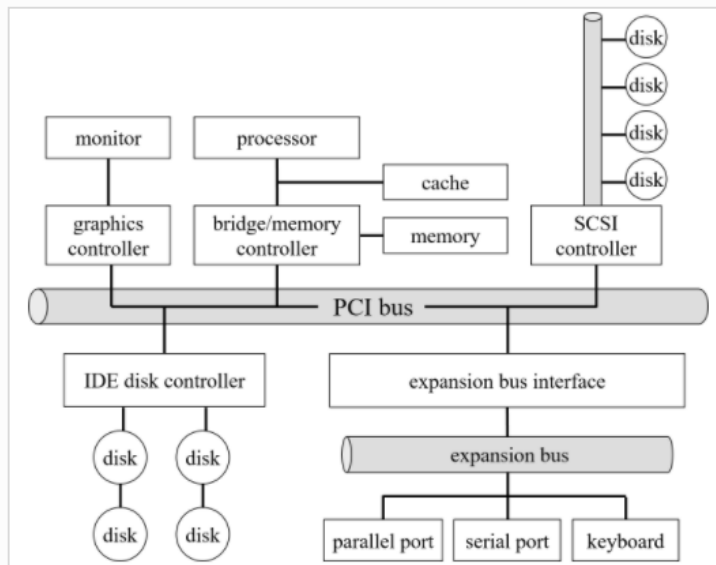 disk
disk
disk
disk
monitor
processor
cache
graphics
controller
bridge/memory
controller
memory
SCSI
controller
PCI bus
IDE disk controller
expansion bus interface
disk
disk
expansion bus
disk
disk
parallel port
serial port
keyboard